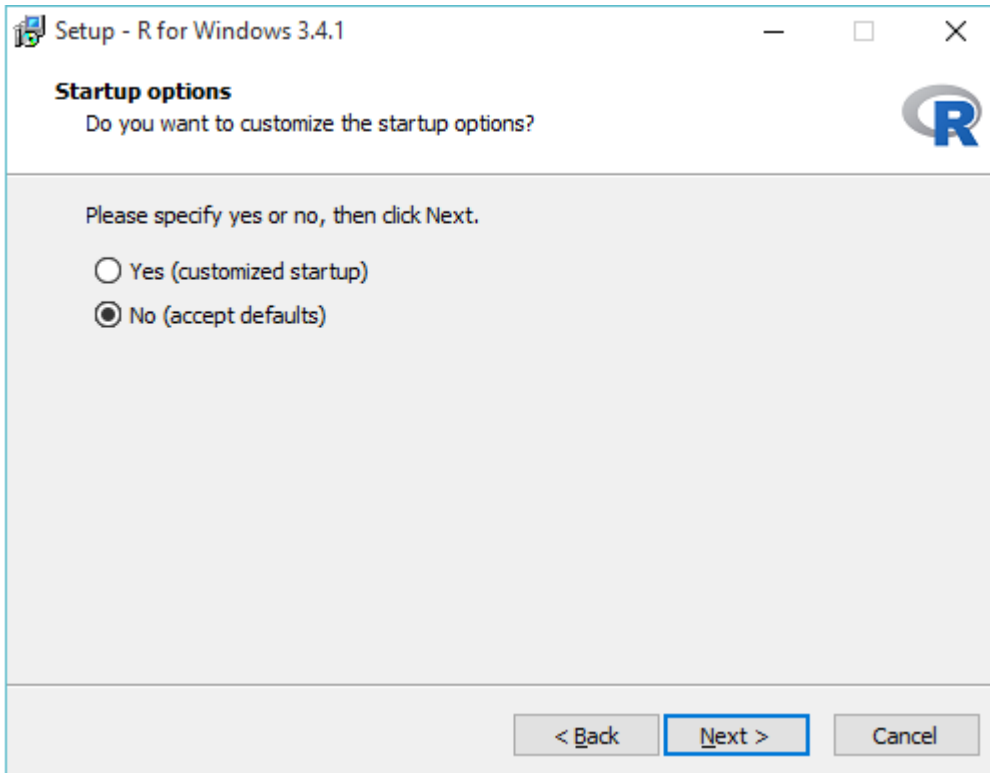 Setup - R for Windows 3.4.1
Startup options
Do you want to customize the startup options?
R
Please specify yes or no, then click Next.
Yes (customized startup)
No (accept defaults)
< Back
Next >
Cancel